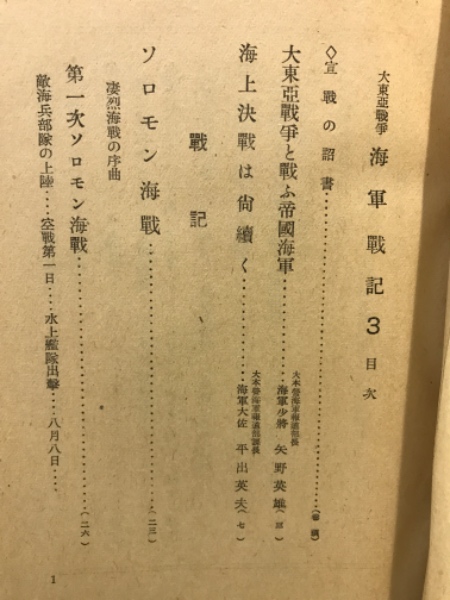 大東亞戰爭 海軍戰記 3 目次
◇宣戰の詔書
大東亞戰爭と戰ふ帝國海軍
大本營海軍報道部長
海軍少將 矢野英雄
海上決戰は尙續く
大本營海軍報道部課長
海軍大佐 平出英夫(七)
戰記
ソロモン海戰(二三)
凄烈海戰の序曲
第一次ソロモン海戰(二六)
敵海兵部隊の上陸‥‥空戰第一日‥‥水上艦隊出擊‥‥八月八日‥‥
1